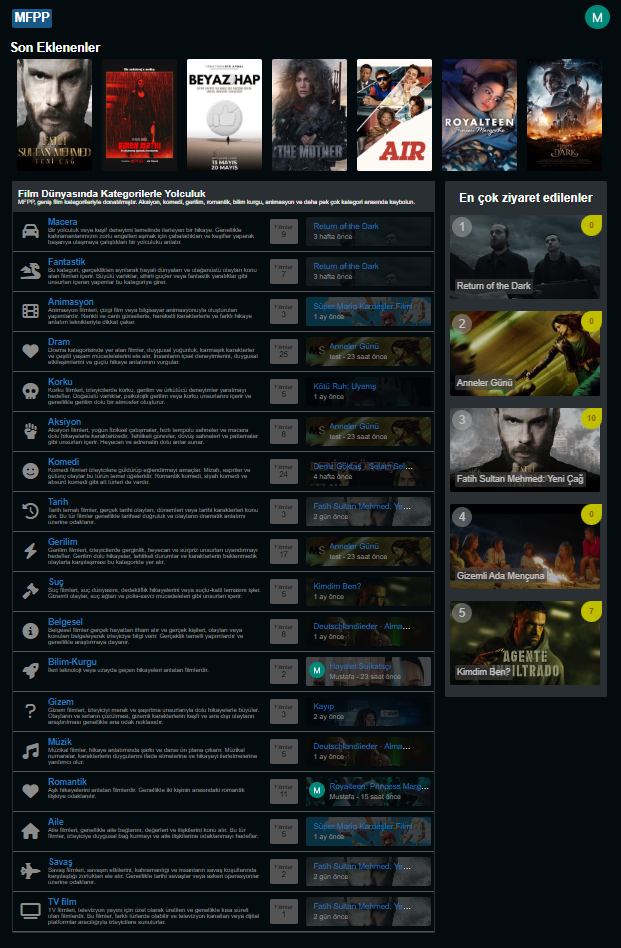 MFPP
M
Son Eklenenler
FATİH
SULTAN MEHMED
YENİ ÇAĞ
BEYAZ HAP
13 MAYIS
20 MAYIS
THE MOTHER
AIR
ROYALTEEN
DARK
Film Dünyasında Kategorilerle Yolculuk
MFPP, geniş film kategorileriyle donatılmıştır. Aksiyon, komedi, gerilim, romantik, bilim kurgu, animasyon ve daha pek çok kategori arasında kaybolun.
Macera
Bir yolculuk veya keşif deneyimi temelinde ilerleyen bir hikaye. Genellikle
kahramanlarımızın zorlu engelleri aşmak için çabaladıkları ve keşifler yaparak
başarıya ulaşmaya çalıştıkları bir yolculuktu anlatır.
Filmler
9
Return of the Dark
3 hafta önce
Fantastik
Bu kategori, gerçeklikten ayrılarak hayali dünyaları ve olağanüstü olayları konu
alan filmleri içerir. Büyülü varlıklar, sihirli güçler veya fantastik yaratıklar gibi
unsurları içeren yapımlar bu kategoriye girer.
Filmler
7
Return of the Dark
3 hafta önce
Animasyon
Animasyon filmleri, çizgi film veya bilgisayar animasyonuyla oluşturulan
yapımlardır. Renkli ve canlı görsellerle, hareketli karakterlerle ve farklı hikaye
anlatım teknikleriyle dikkat çeker.
Filmler
3
Süper Mario Kardeşler Filmi
1 ay önce
Dram
Drama kategorisinde yer alan filmler, duygusal yoğunluk, karmaşık karakterler
ve çeşitli yaşam mücadelelerini ele alır. İnsanların içsel deneyimlerini, duygusal
etkileşimlerini ve güçlü hikaye anlatımını vurgular.
Filmler
25
S
Anneler Günü
test - 23 saat önce
Korku
Korku filmleri, izleyicilerde korku, gerilim ve ürkütücü deneyimler yaratmayı
hedefler. Doğaüstü varlıklar, psikolojik gerilim veya korku unsurlarını içerir ve
genellikle gerilim dolu bir atmosfer oluşturur.
Filmler
5
Kötü Ruh: Uyanış
1 ay önce
Aksiyon
Aksiyon filmleri, yoğun fiziksel çatışmalar, hızlı tempolu sahneler ve macera
dolu hikayelerle karakterizedir. Tehlikeli görevler, dövüş sahneleri ve patlamalar
gibi unsurları içerir. Heyecan ve adrenalin dolu anlar sunar.
Filmler
8
Anneler Günü
test - 23 saat önce
Komedi
Komedi filmleri izleyicilere güldürüp eğlendirmeyi amaçlar. Mizah, espriler ve
gülünç olaylar bu türün temel öğeleridir. Romantik komedi, siyah komedi ve
absürd komedi gibi alt türleri de vardır.
Filmler
24
Deniz Göktaş : Selam Sel...
4 hafta önce
Tarih
Tarih temalı filmler, gerçek tarihi olayları, dönemleri veya tarihi karakterleri konu
alır. Bu tür filmler genellikle tarihsel doğruluk ve olayların dramatik anlatımı
üzerine odaklanır.
Filmler
3
Fatih Sultan Mehmed: Ye...
2 gün önce
Gerilim
Gerilim filmleri, izleyicilerde gerginlik, heyecan ve sürpriz unsurları uyandırmayı
hedefler. Gerilim dolu hikayeler, tehlikeli durumlar ve karakterlerin beklenmedik
olaylarla karşılaşması bu kategoride yer alır.
Filmler
17
S
Anneler Günü
test - 23 saat önce
Suç
Suç filmleri, suç dünyasını, dedektiflik hikayelerini veya suçlu-katil temasını işler.
Gizemli olaylar, suç ağları ve polis-savcı mücadeleleri gibi unsurları içerir.
Filmler
5
Kimdim Ben?
1 ay önce
Belgesel
Belgesel filmler gerçek hayattan ilham alır ve gerçek kişileri, olayları veya
konuları belgeleyerek izleyiciye bilgi verir. Gerçeklik temelli yapımlardır ve
genellikle araştırmaya dayanır.
Filmler
8
Deutschlandlieder - Alma...
1 ay önce
Bilim-Kurgu
İleri teknoloji veya uzayda geçen hikayeleri anlatan filmlerdir.
Filmler
2
M
Hayalet Suikastçı
Mustafa - 23 saat önce
Gizem
Gizem filmleri, izleyiciyi merak ve şaşırtma unsurlarıyla dolu hikayelerle büyüler.
Olayların ve sırların çözülmesi, gizemli karakterlerin keşfi ve sıra dışı olayların
araştırılması genellikle ana odak noktasıdır.
Filmler
3
Kayıp
2 ay önce
Müzik
Müzikal filmler, hikaye anlatımında şarkı ve dansı ön plana çıkarır. Müzikal
numaralar, karakterlerin duygularını ifade etmelerine ve hikayeyi ilerletmelerine
yardımcı olur.
Filmler
5
Deutschlandlieder - Alma...
1 ay önce
Romantik
Aşk hikayelerini anlatan filmlerdir. Genellikle iki kişinin arasındaki romantik
ilişkiye odaklanır.
Filmler
11
M
Royalteen: Prinsess Marg...
Mustafa - 15 saat önce
Aile
Aile filmleri, genellikle aile bağlarını, değerleri ve ilişkilerini konu alır. Bu tür
filmler, izleyiciyle duygusal bağ kurmayı ve aile ilişkilerine odaklanmayı hedefler.
Filmler
5
Süper Mario Kardeşler Filmi
1 ay önce
Savaş
Savaş filmleri, savaşın etkilerini, kahramanlığı ve insanların savaş koşullarında
karşılaştığı zorlukları ele alır. Genellikle tarihi savaşlar veya askeri operasyonlar
üzerine odaklanır.
Filmler
2
Fatih Sultan Mehmed: Ye...
2 gün önce
TV film
TV filmleri, televizyon yayını için özel olarak üretilen ve genellikle kısa süreli
olan filmlerdir. Bu filmler, farklı türlerde olabilir ve televizyon kanalları veya dijital
platformlar aracılığıyla izleyicilere sunulurlar.
Filmler
1
Fatih Sultan Mehmed: Ye...
2 gün önce
En çok ziyaret edilenler
1
0
Return of the Dark
2
0
Anneler Günü
3
10
Fatih Sultan Mehmed: Yeni Çağ
4
0
Gizemli Ada Mençuna
5
7
AGENTE
INFILTRADO
Kimdim Ben?